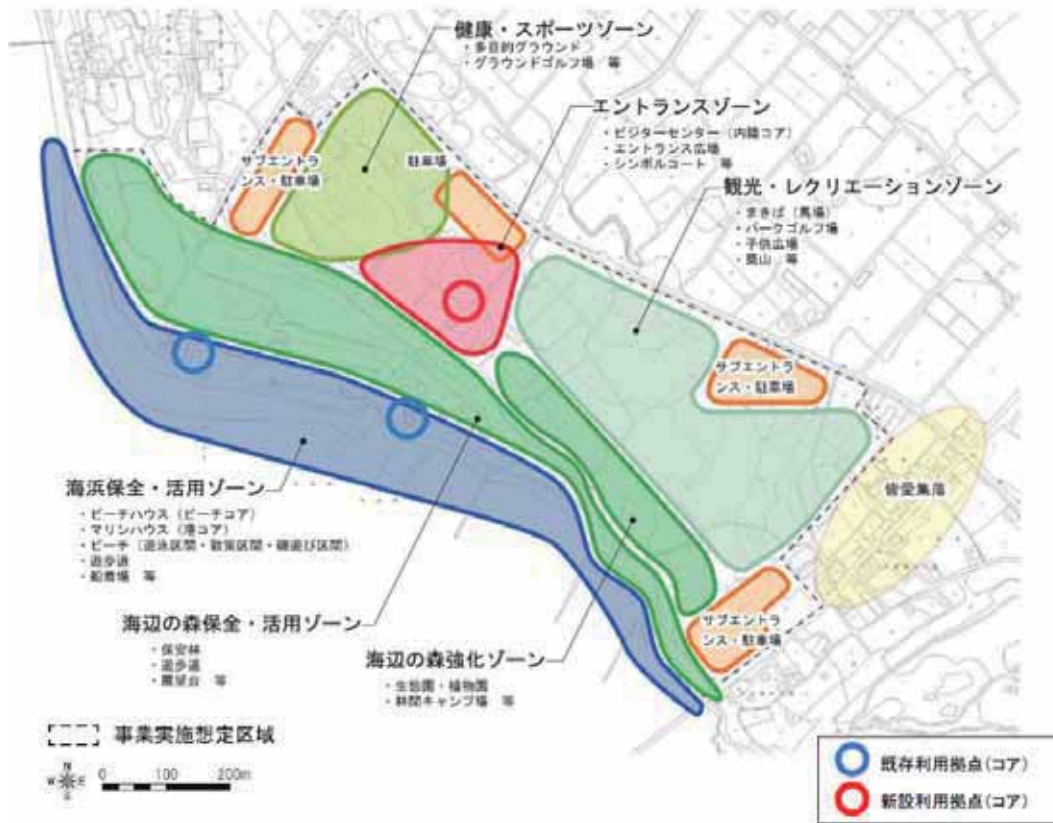 健康・スポーツゾーン
・多目的グラウンド
・グラウンドゴルフ場 等
エントランスゾーン
・ビジターセンター（内陸コア）
・エントランス広場
・シンボルコート 等
サブエントラ
ンス・駐車場
駐車場
観光・レクリエーションゾーン
・まきば（馬場）
・パークゴルフ場
・子供広場
・築山 等
サブエントラ
ンス・駐車場
皆愛集落
海浜保全・活用ゾーン
・ビーチハウス（ビーチコア）
・マリンハウス（港コア）
・ビーチ（遊泳区間・散策区間・磯遊び区間）
・遊歩道
・船着場 等
海辺の森保全・活用ゾーン
・保安林
・遊歩道
・展望台 等
海辺の森強化ゾーン
・生態園・植物園
・林間キャンプ場 等
サブエントラ
ンス・駐車場
事業実施想定区域
N
W E
S
0 100 200m
既存利用拠点(コア)
新設利用拠点(コア)